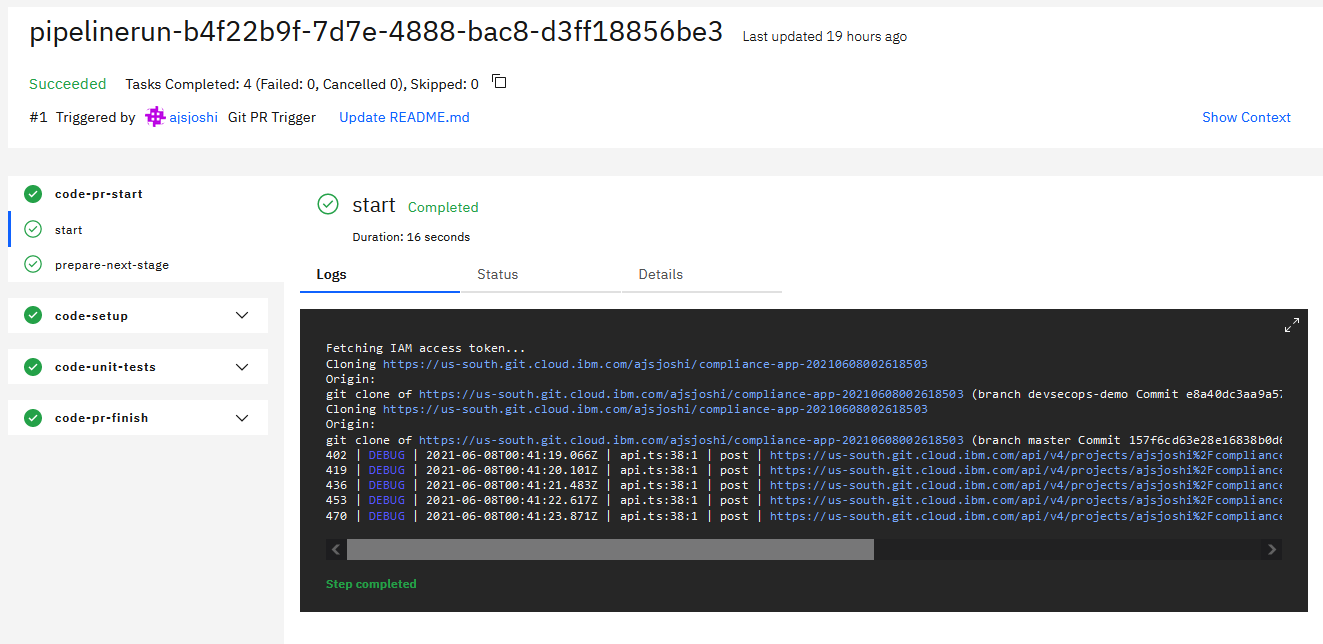 pipelinerun-b4f22b9f-7d7e-4888-bac8-d3ff18856be3 Last updated 19 hours ago
Succeeded Tasks Completed: 4 (Failed: 0, Cancelled 0), Skipped: 0
#1 Triggered by ajsjoshi Git PR Trigger Update README.md Show Context
code-pr-start
start
prepare-next-stage
code-setup
code-unit-tests
code-pr-finish
start Completed
Duration: 16 seconds
Logs Status Details
Fetching IAM access token...
Cloning https://us-south.git.cloud.ibm.com/ajsjoshi/compliance-app-20210608002618503
Origin:
git clone of https://us-south.git.cloud.ibm.com/ajsjoshi/compliance-app-20210608002618503 (branch devsecops-demo Commit e8a40dc3aa9a57
Cloning https://us-south.git.cloud.ibm.com/ajsjoshi/compliance-app-20210608002618503
Origin:
git clone of https://us-south.git.cloud.ibm.com/ajsjoshi/compliance-app-20210608002618503 (branch master Commit 157f6cd63e28e16838b0d6
402 | DEBUG | 2021-06-08T00:41:19.066Z | api.ts:38:1 | post | https://us-south.git.cloud.ibm.com/api/v4/projects/ajsjoshi%2Fcompliance
419 | DEBUG | 2021-06-08T00:41:20.101Z | api.ts:38:1 | post | https://us-south.git.cloud.ibm.com/api/v4/projects/ajsjoshi%2Fcompliance
436 | DEBUG | 2021-06-08T00:41:21.483Z | api.ts:38:1 | post | https://us-south.git.cloud.ibm.com/api/v4/projects/ajsjoshi%2Fcompliance
453 | DEBUG | 2021-06-08T00:41:22.617Z | api.ts:38:1 | post | https://us-south.git.cloud.ibm.com/api/v4/projects/ajsjoshi%2Fcompliance
470 | DEBUG | 2021-06-08T00:41:23.871Z | api.ts:38:1 | post | https://us-south.git.cloud.ibm.com/api/v4/projects/ajsjoshi%2Fcompliance
Step completed